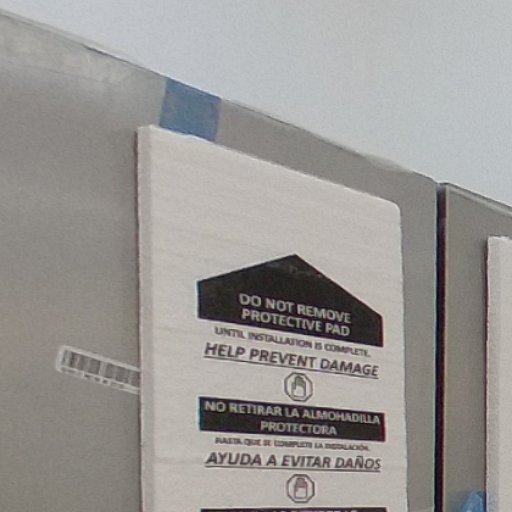 DO NOT REMOVE
PROTECTIVE PAD
UNTIL INSTALLATION IS COMPLETE.
HELP PREVENT DAMAGE
NO RETIRAR LA ALMOHADILLA
PROTECTORA
HASTA QUE SE COMPLETE LA INSTALACIÓN.
AYUDA A EVITAR DAÑOS